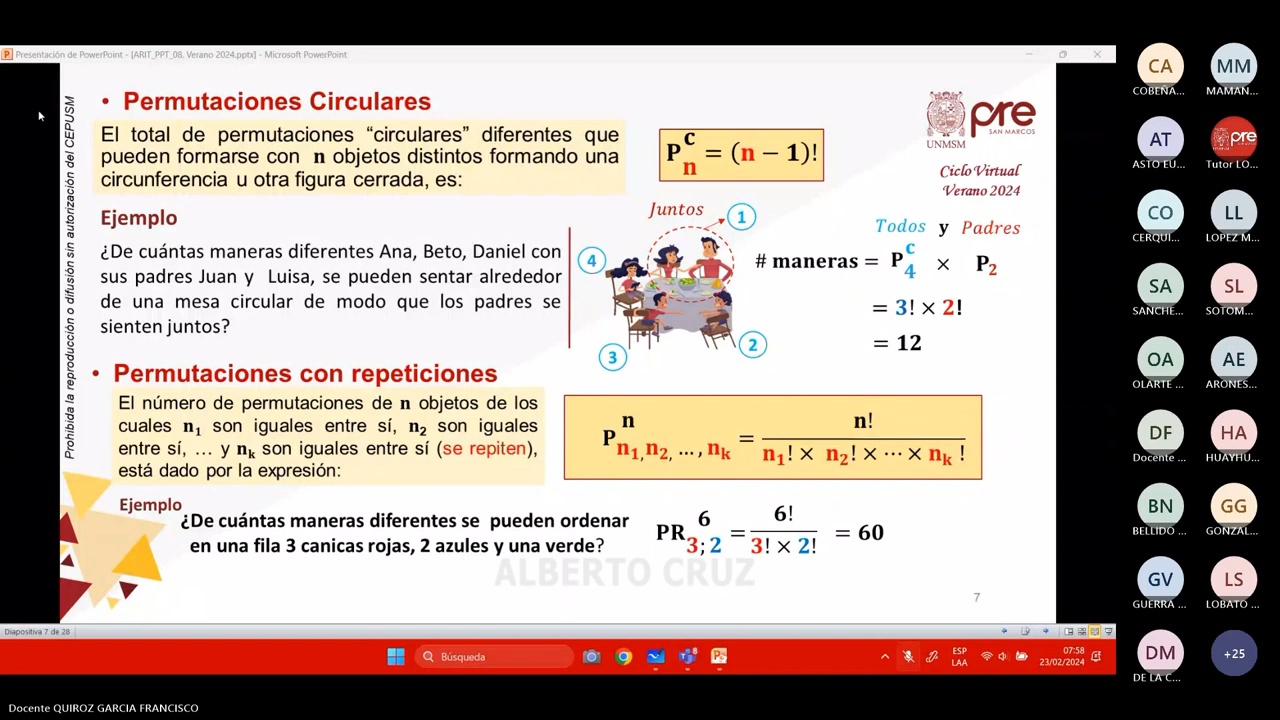 Presentación de PowerPoint - [ARIT_PPT_08, Verano 2024.pptx] - Microsoft PowerPoint
Prohibida la reproducción o difusión sin autorización del CEPUSM
• Permutaciones Circulares
El total de permutaciones “circulares” diferentes que
pueden formarse con n objetos distintos formando una
circunferencia u otra figura cerrada, es:
P c n = (n − 1)!
UNMSM
pre
SAN MARCOS
Ciclo Virtual
Verano 2024
Ejemplo
¿De cuántas maneras diferentes Ana, Beto, Daniel con
sus padres Juan y Luisa, se pueden sentar alrededor
de una mesa circular de modo que los padres se
sienten juntos?
Juntos
1
4
3
2
Todos y Padres
# maneras = P c 4 × P2
= 3! × 2!
= 12
• Permutaciones con repeticiones
El número de permutaciones de n objetos de los
cuales n1 son iguales entre sí, n2 son iguales
entre sí, … y nk son iguales entre sí (se repiten),
está dado por la expresión:
P n n1, n2, …, nk = n! / n1! × n2! × ⋯ × nk !
Ejemplo
¿De cuántas maneras diferentes se pueden ordenar
en una fila 3 canicas rojas, 2 azules y una verde?
PR 6 3; 2 = 6! / 3! × 2! = 60
ALBERTO CRUZ
7
Diapositiva 7 de 28
Búsqueda
8
ESP
LAA
07:58
23/02/2024
CA
COBEÑA...
MM
MAMAN...
AT
ASTO EU...
pre
Tutor LO...
CO
CERQUI...
LL
LOPEZ M...
SA
SANCHE...
SL
SOTOM...
OA
OLARTE ...
AE
ARONES...
DF
Docente ...
HA
HUAYHU...
BN
BELLIDO ...
GG
GONZAL...
GV
GUERRA ...
LS
LOBATO ...
DM
DE LA C...
+25
Docente QUIROZ GARCIA FRANCISCO